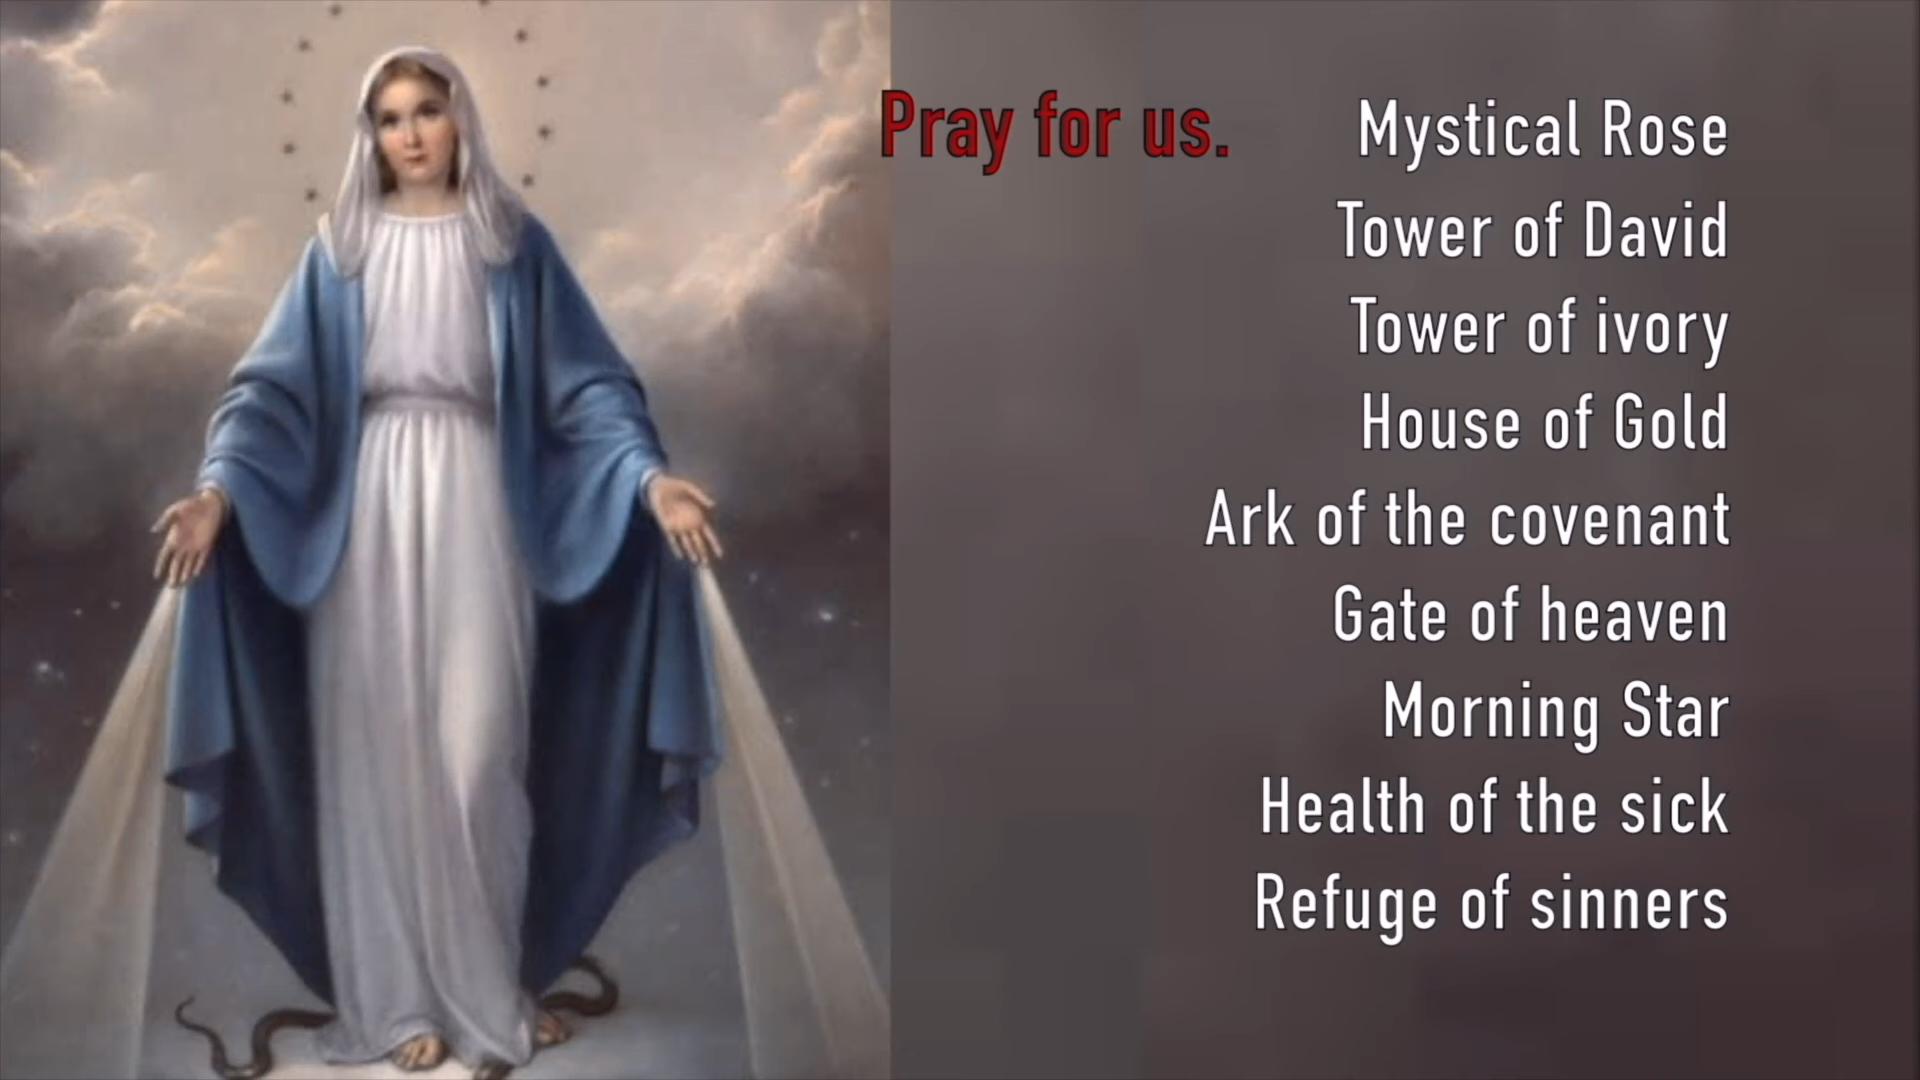 Pray for us. Mystical Rose
Tower of David
Tower of ivory
House of Gold
Ark of the covenant
Gate of heaven
Morning Star
Health of the sick
Refuge of sinners